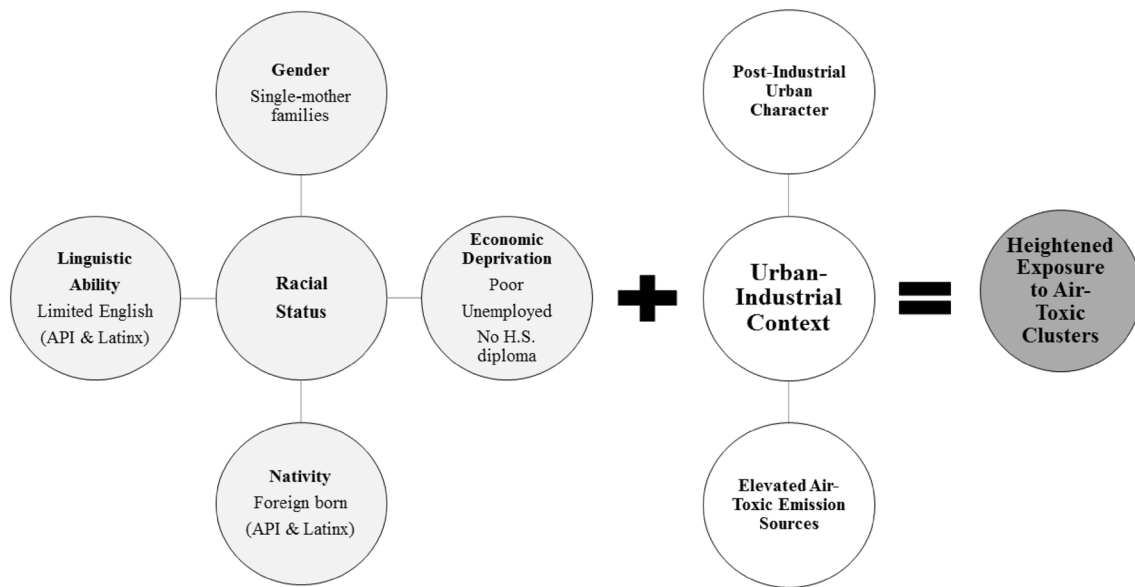 Gender
Single-mother
families
Linguistic
Ability
Limited English
(API & Latinx)
Racial
Status
Economic
Deprivation
Poor
Unemployed
No H.S.
diploma
Nativity
Foreign born
(API & Latinx)
+
Post-Industrial
Urban
Character
Urban-
Industrial
Context
Elevated Air-
Toxic Emission
Sources
=
Heightened
Exposure
to Air-
Toxic
Clusters